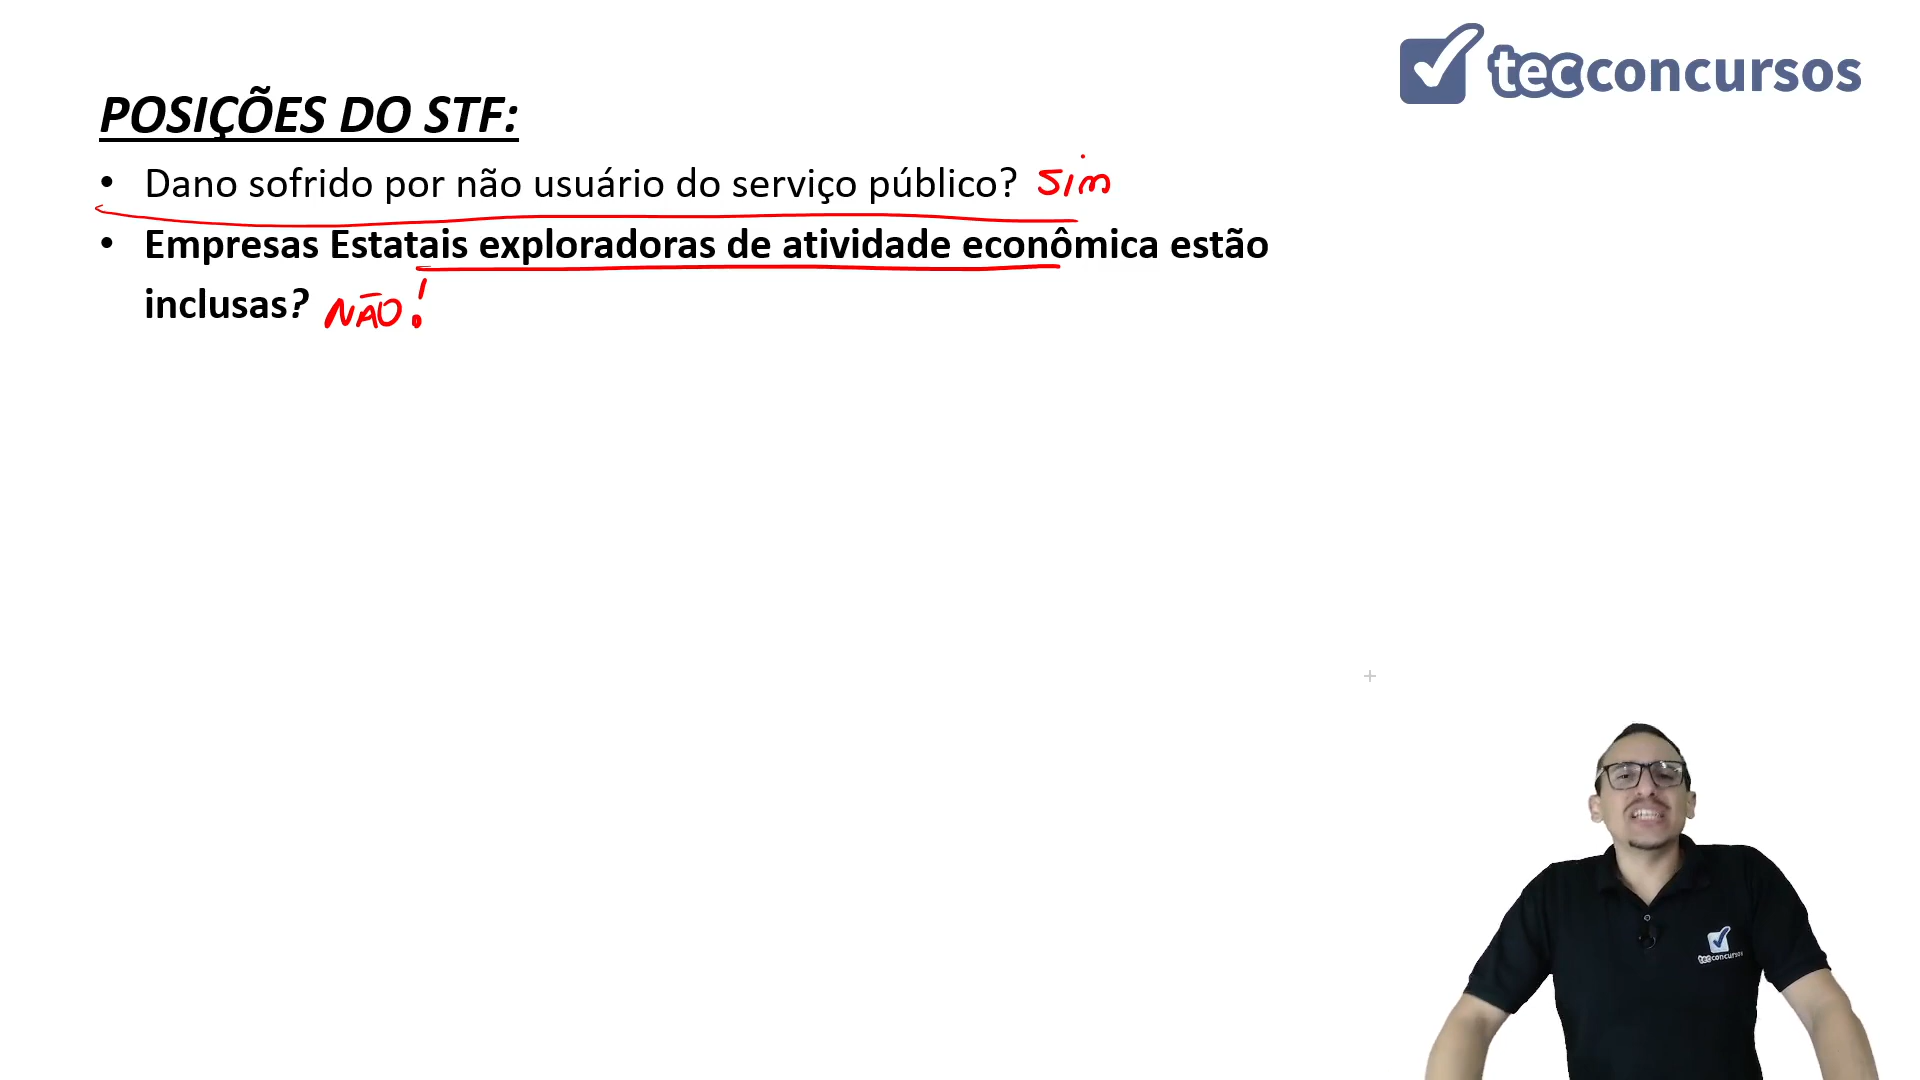 tecconcursos
POSIÇÕES DO STF:
• Dano sofrido por não usuário do serviço público? Sim
• Empresas Estatais exploradoras de atividade econômica estão
inclusas? NÃO!
tecconcursos